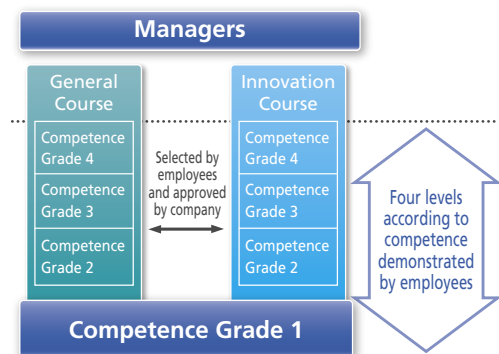 Managers
General
Course
Competence
Grade 4
Competence
Grade 3
Competence
Grade 2
Selected by
employees
and approved
by company
Innovation
Course
Competence
Grade 4
Competence
Grade 3
Competence
Grade 2
Four levels
according to
competence
demonstrated
by employees
Competence Grade 1